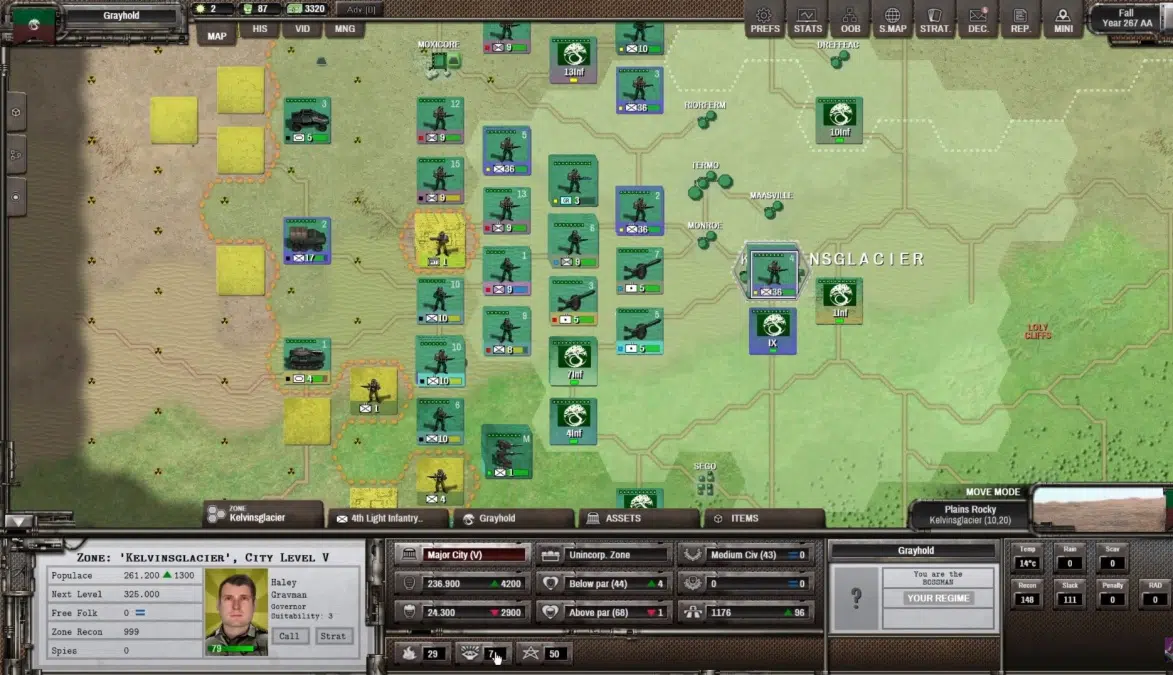 Grayhold
2
87
3320
Adv [U]
MAP
HIS
VID
MNG
PREFS
STATS
OOB
S.MAP
STRAT.
DEC.
REP.
MINI
Fall
Year 267 AA
MOXICORE
DREFFEAC
RIORFERM
TERMO
MAASVILLE
MONROE
NSGLACIER
LOLY
CLIFFS
SEGO
13Inf
10Inf
1Inf
IX
7Inf
4Inf
MOVE MODE
Plains Rocky
Kelvinsglacier (10,20)
ZONE
Kelvinsglacier
4th Light Infantry..
Grayhold
ASSETS
ITEMS
ZONE: 'KELVINSGLACIER', CITY LEVEL V
Populace 261.200 1300
Next Level 325.000
Free Folk 0
Zone Recon 999
Spies 0
79
Haley
Gravman
Governor
Suitability: 3
Call
Strat
Major City (V)
Unincorp. Zone
Medium Civ (43) 0
236.900 4200
Below par (44) 4
0 0
24.300 2900
Above par (68) 1
1176 96
29
50
Grayhold
You are the
BOSSMAN
YOUR REGIME
?
Temp
14°c
Rain
0
Scav
0
Recon
148
Stack
111
Penalty
0
RAD
0